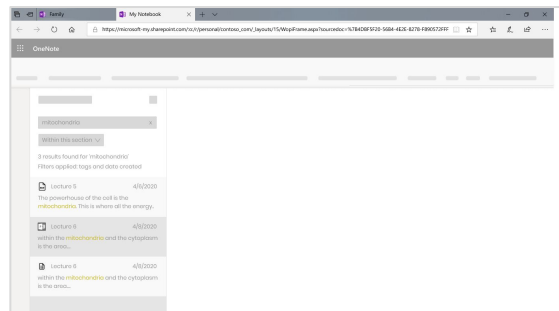 family
My Notebook
https://microsoft-my.sharepoint.com/:o:/r/personal/contoso_com/_layouts/15/WopiFrame.aspx?sourcedoc=%7B4D8F5F20-56B4-4E2E-8278-F890572FFF
OneNote
mitochondria
Within this section
3 results found for 'mitochondria'
Filters applied: tags and date created
Lecture 5 4/8/2020
The powerhouse of the cell is the
mitochondria. This is where all the energy..
Lecture 8 4/8/2020
within the mitochondria and the cytoplasm
is the area...
Lecture 8 4/8/2020
within the mitochondria and the cytoplasm
is the area...